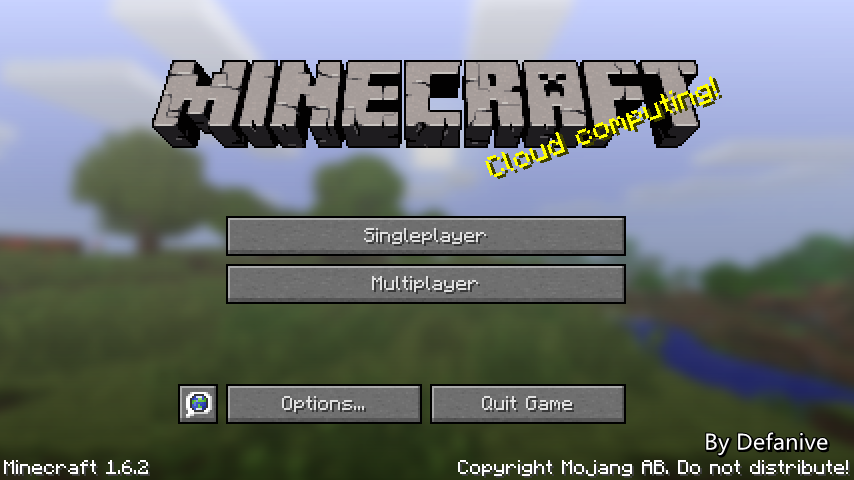 MINECRAFT
Cloud computing!
Singleplayer
Multiplayer
Options...
Quit Game
By Defanive
Minecraft 1.6.2
Copyright Mojang AB. Do not distribute!